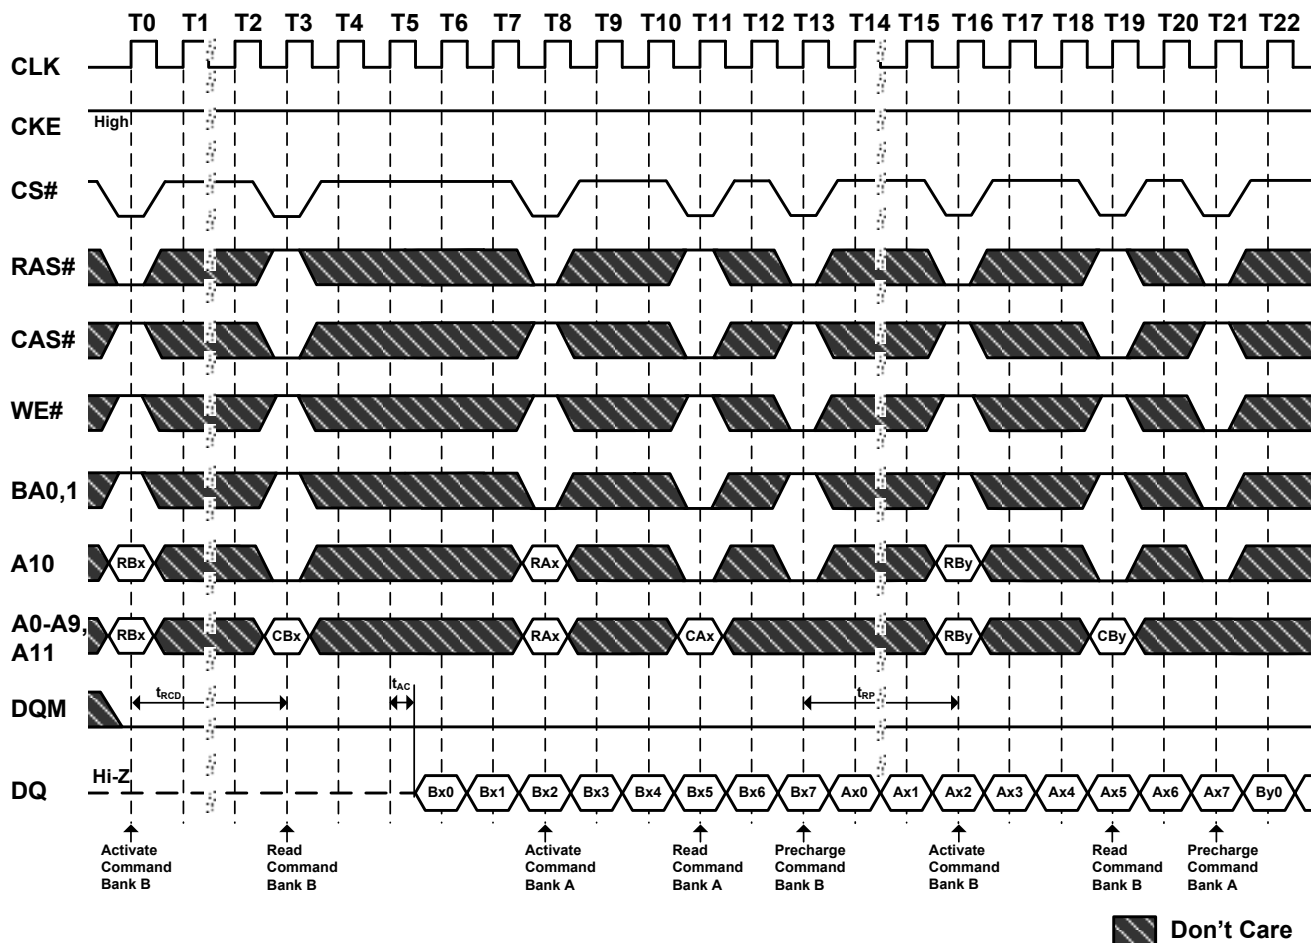 T0 T1 T2 T3 T4 T5 T6 T7 T8 T9 T10 T11 T12 T13 T14 T15 T16 T17 T18 T19 T20 T21 T22
CLK
CKE High
CS#
RAS#
CAS#
WE#
BA0,1
A10 RBx RAx RBy
A0-A9,
A11 RBx CBx RAx CAx RBy CBy
DQM tRCD tAC tRP
Hi-Z
DQ Bx0 Bx1 Bx2 Bx3 Bx4 Bx5 Bx6 Bx7 Ax0 Ax1 Ax2 Ax3 Ax4 Ax5 Ax6 Ax7 By0
Activate
Command
Bank B
Read
Command
Bank B
Activate
Command
Bank A
Read
Command
Bank A
Precharge
Command
Bank B
Activate
Command
Bank B
Read
Command
Bank B
Precharge
Command
Bank A
Don't Care